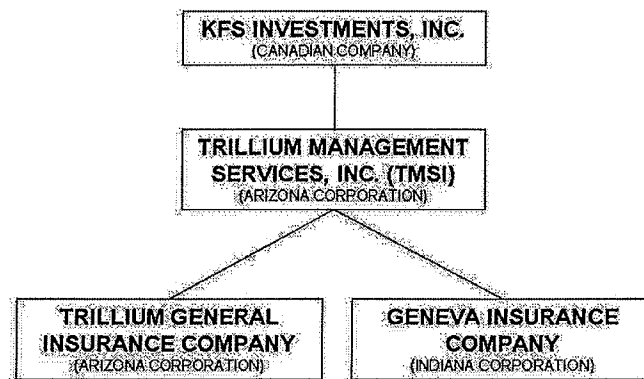 KFS INVESTMENTS, INC.
(CANADIAN COMPANY)
TRILLIUM MANAGEMENT
SERVICES, INC. (TMSI)
(ARIZONA CORPORATION)
TRILLIUM GENERAL
INSURANCE COMPANY
(ARIZONA CORPORATION)
GENEVA INSURANCE
COMPANY
(INDIANA CORPORATION)